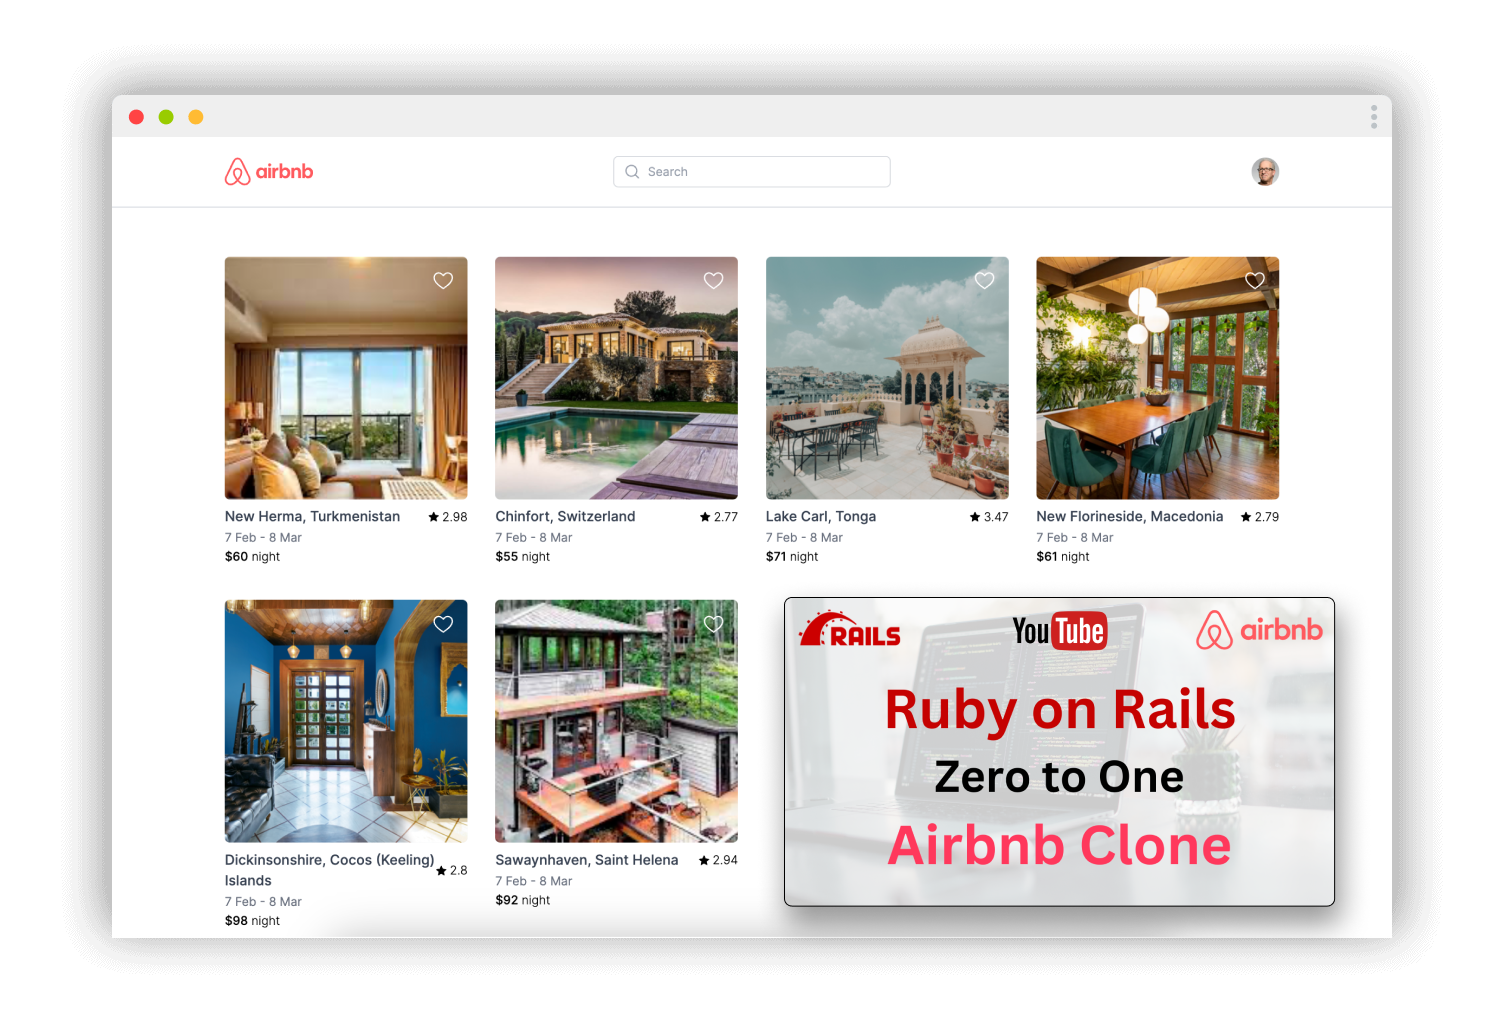 airbnb
Search
New Herma, Turkmenistan ★ 2.98
7 Feb - 8 Mar
$60 night
Chinfort, Switzerland ★ 2.77
7 Feb - 8 Mar
$55 night
Lake Carl, Tonga ★ 3.47
7 Feb - 8 Mar
$71 night
New Florineside, Macedonia ★ 2.79
7 Feb - 8 Mar
$61 night
Dickinsonshire, Cocos (Keeling)
Islands ★ 2.8
7 Feb - 8 Mar
$98 night
Sawaynhaven, Saint Helena ★ 2.94
7 Feb - 8 Mar
$92 night
RAILS
YouTube
airbnb
Ruby on Rails
Zero to One
Airbnb Clone